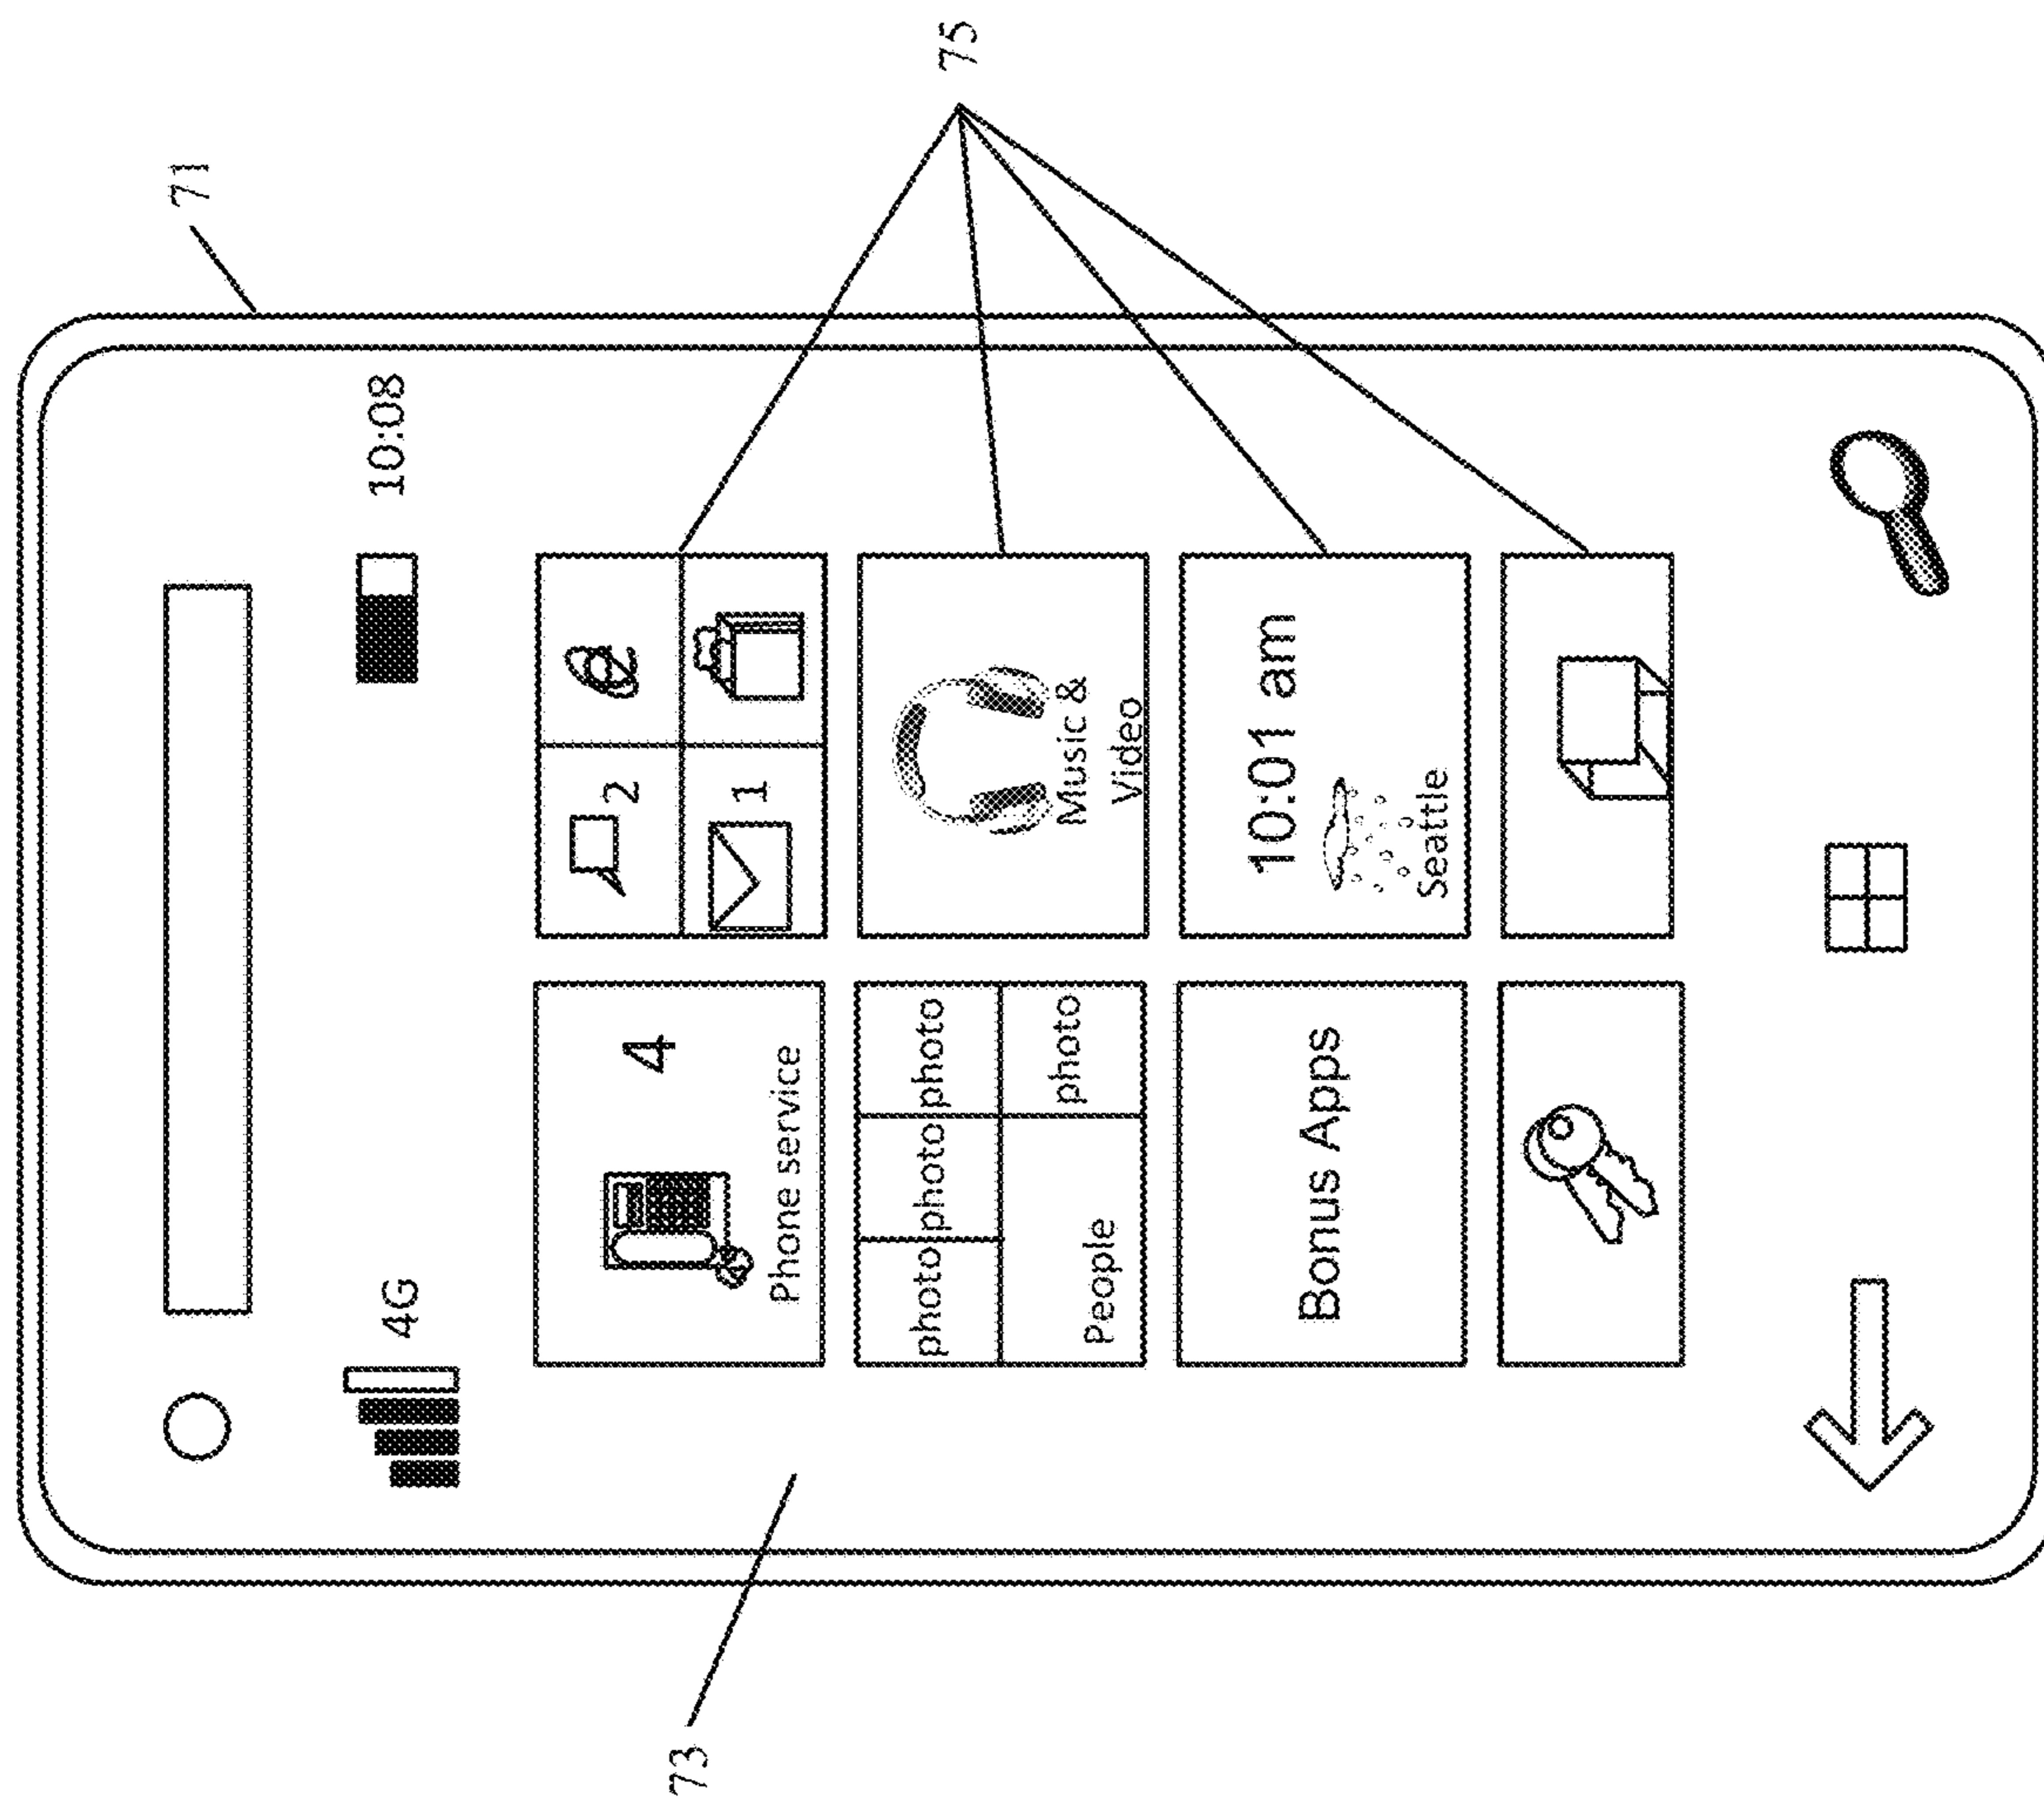 71
4G
10:08
4
Phone service
2
1
75
photo
photo
photo
photo
People
Music &
Video
73
Bonus Apps
10:01 am
Seattle